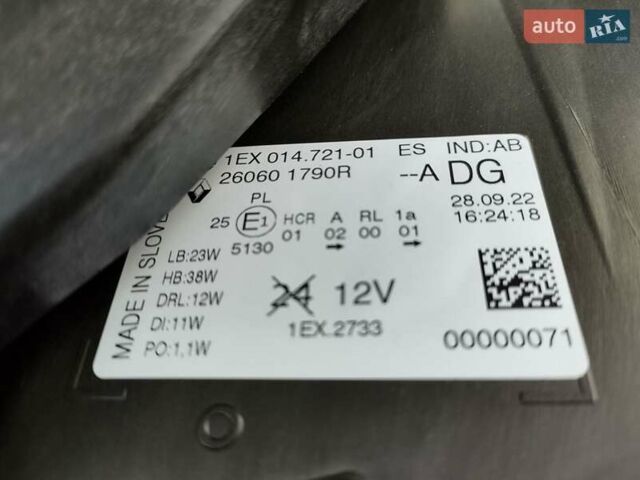 auto RIA .com
1EX 014.721-01 ES IND:AB
26060 1790R --A DG
28.09.22
16:24:18
PL
25 E1 HCR A RL 1a
5130 01 02 00 01
MADE IN SLOVE
LB:23W
HB:38W
DRL:12W
DI:11W
PO:1,1W
24 12V
1EX.2733
00000071